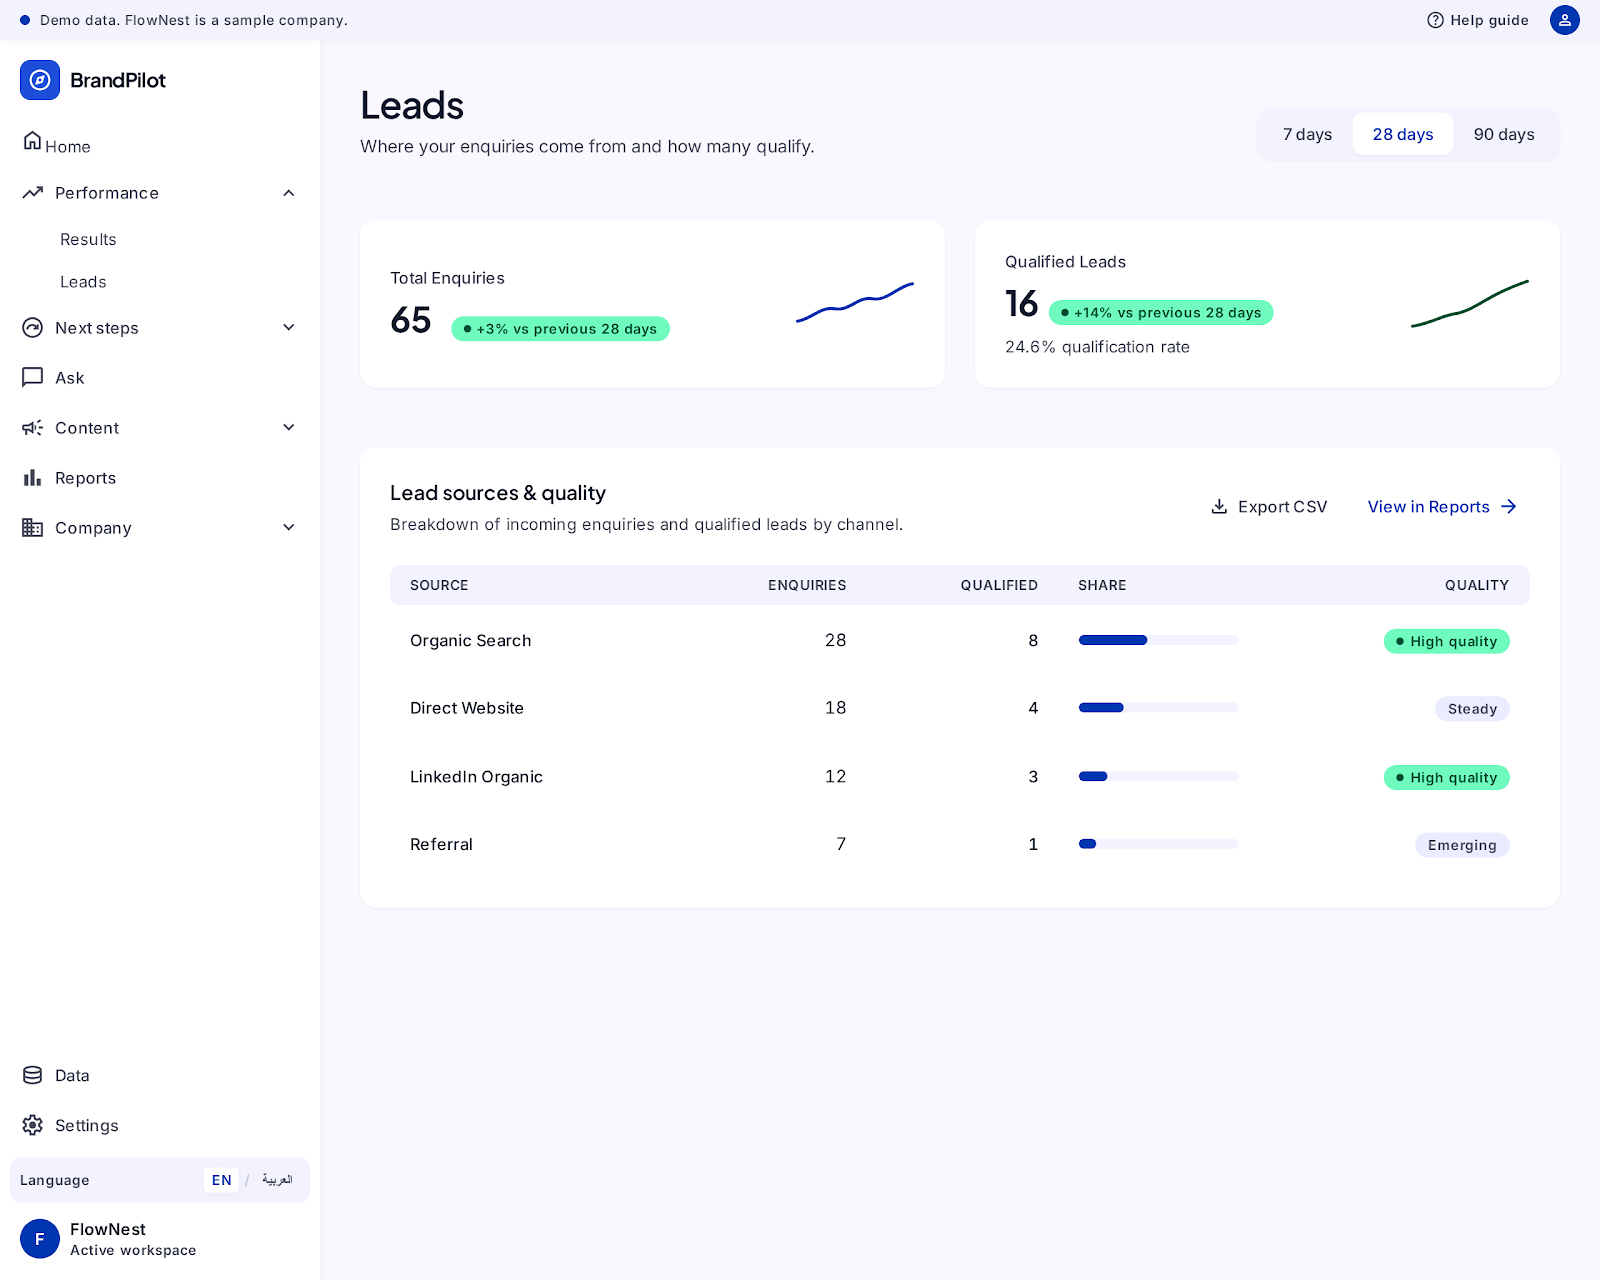 Demo data. FlowNest is a sample company.
Help guide
BrandPilot
Home
Performance
Results
Leads
Next steps
Ask
Content
Reports
Company
Data
Settings
Language
EN / العربية
F
FlowNest
Active workspace
Leads
Where your enquiries come from and how many qualify.
7 days
28 days
90 days
Total Enquiries
65
+3% vs previous 28 days
Qualified Leads
16
+14% vs previous 28 days
24.6% qualification rate
Lead sources & quality
Breakdown of incoming enquiries and qualified leads by channel.
Export CSV
View in Reports
SOURCE ENQUIRIES QUALIFIED SHARE QUALITY
Organic Search 28 8 High quality
Direct Website 18 4 Steady
LinkedIn Organic 12 3 High quality
Referral 7 1 Emerging